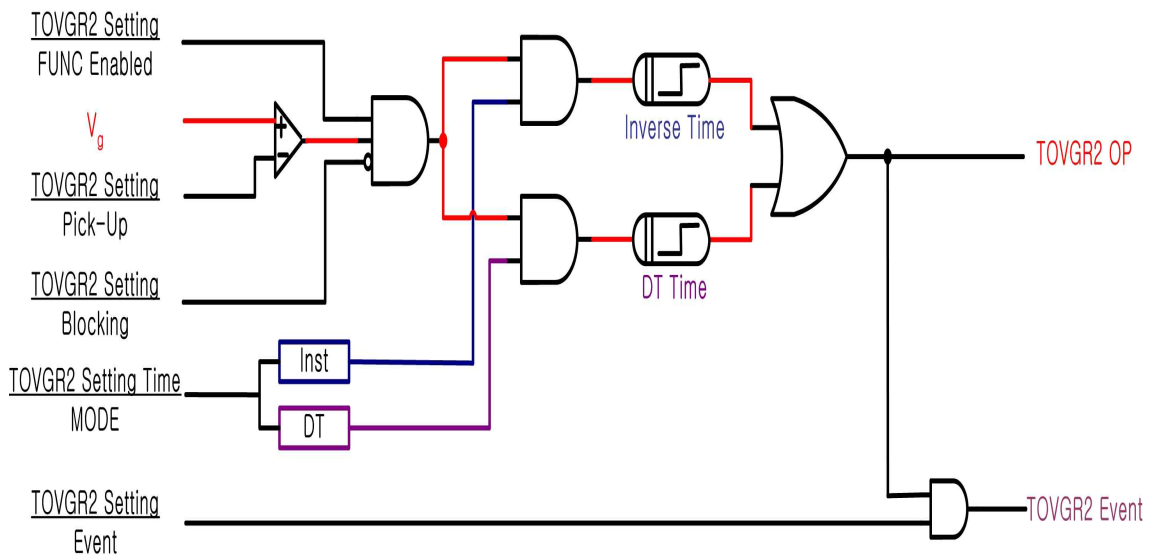 TOVGR2 Setting
FUNC Enabled
Vg
TOVGR2 Setting
Pick-Up
TOVGR2 Setting
Blocking
TOVGR2 Setting Time
MODE
TOVGR2 Setting
Event
+
-
Inst
DT
Inverse Time
DT Time
TOVGR2 OP
TOVGR2 Event